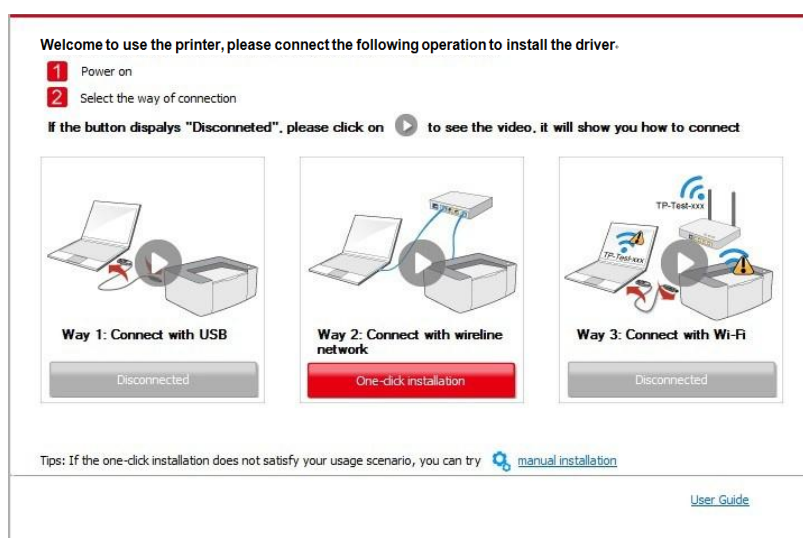 Welcome to use the printer, please connect the following operation to install the driver.
1 Power on
2 Select the way of connection
If the button dispalys "Disconneted", please click on to see the video, it will show you how to connect
TP-Test-xxx
TP-Test-xxx
Way 1: Connect with USB
Way 2: Connect with wireline
network
Way 3: Connect with Wi-Fi
Disconnected
One-click installation
Disconnected
Tips: If the one-click installation does not satisfy your usage scenario, you can try manual installation
User Guide